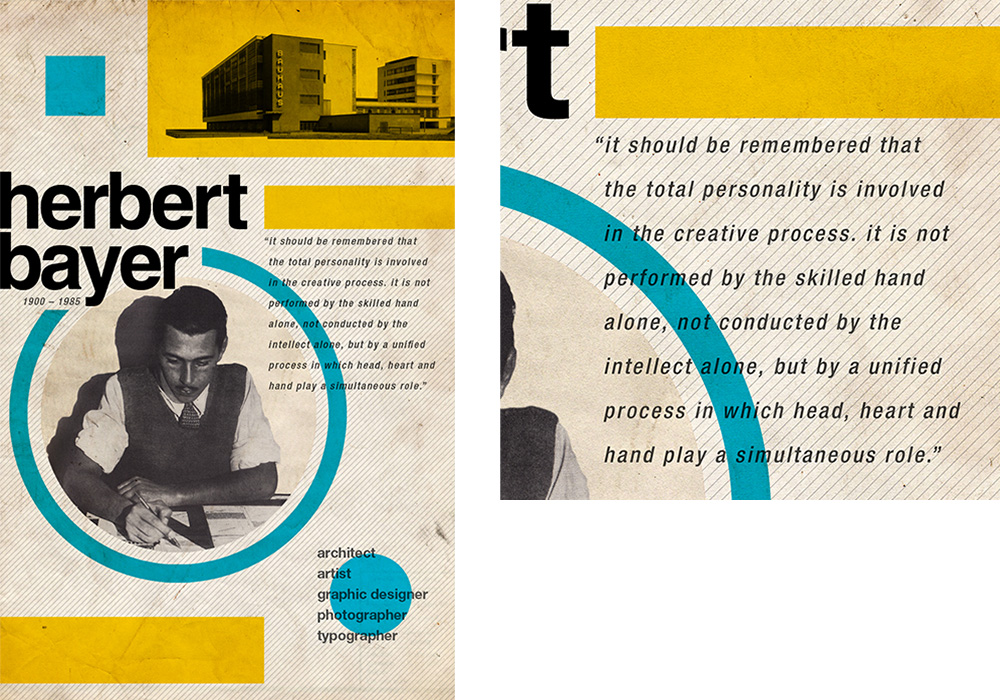 BAUHAUS
herbert
bayer
1900 – 1985
“it should be remembered that
the total personality is involved
in the creative process. it is not
performed by the skilled hand
alone, not conducted by the
intellect alone, but by a unified
process in which head, heart and
hand play a simultaneous role.”
architect
artist
graphic designer
photographer
typographer
t
“it should be remembered that
the total personality is involved
in the creative process. it is not
performed by the skilled hand
alone, not conducted by the
intellect alone, but by a unified
process in which head, heart and
hand play a simultaneous role.”